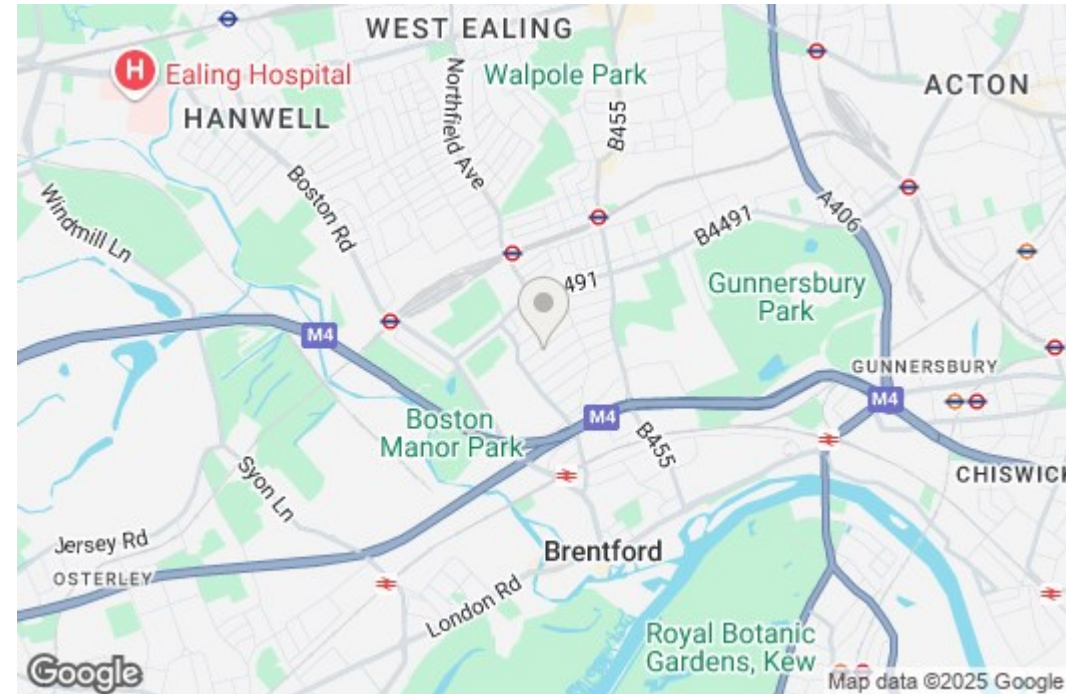 WEST EALING
H
Ealing Hospital
Walpole Park
ACTON
HANWELL
Northfield Ave
B455
Boston Rd
Windmill Ln
A406
B4491
491
Gunnersbury
Park
M4
GUNNERSBURY
M4
M4
Boston
Manor Park
B455
CHISWICK
Syon Ln
Jersey Rd
Brentford
OSTERLEY
London Rd
Royal Botanic
Gardens, Kew
Google
Map data ©2025 Google